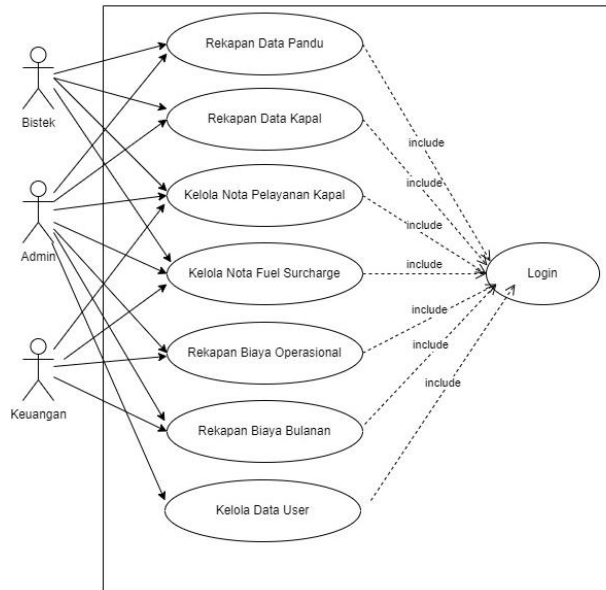 Rekapan Data Pandu
Bistek
Rekapan Data Kapal
include
include
Kelola Nota Pelayanan Kapal
include
Admin
Kelola Nota Fuel Surcharge
include
Login
include
Rekapan Biaya Operasional
include
include
Keuangan
Rekapan Biaya Bulanan
Kelola Data User